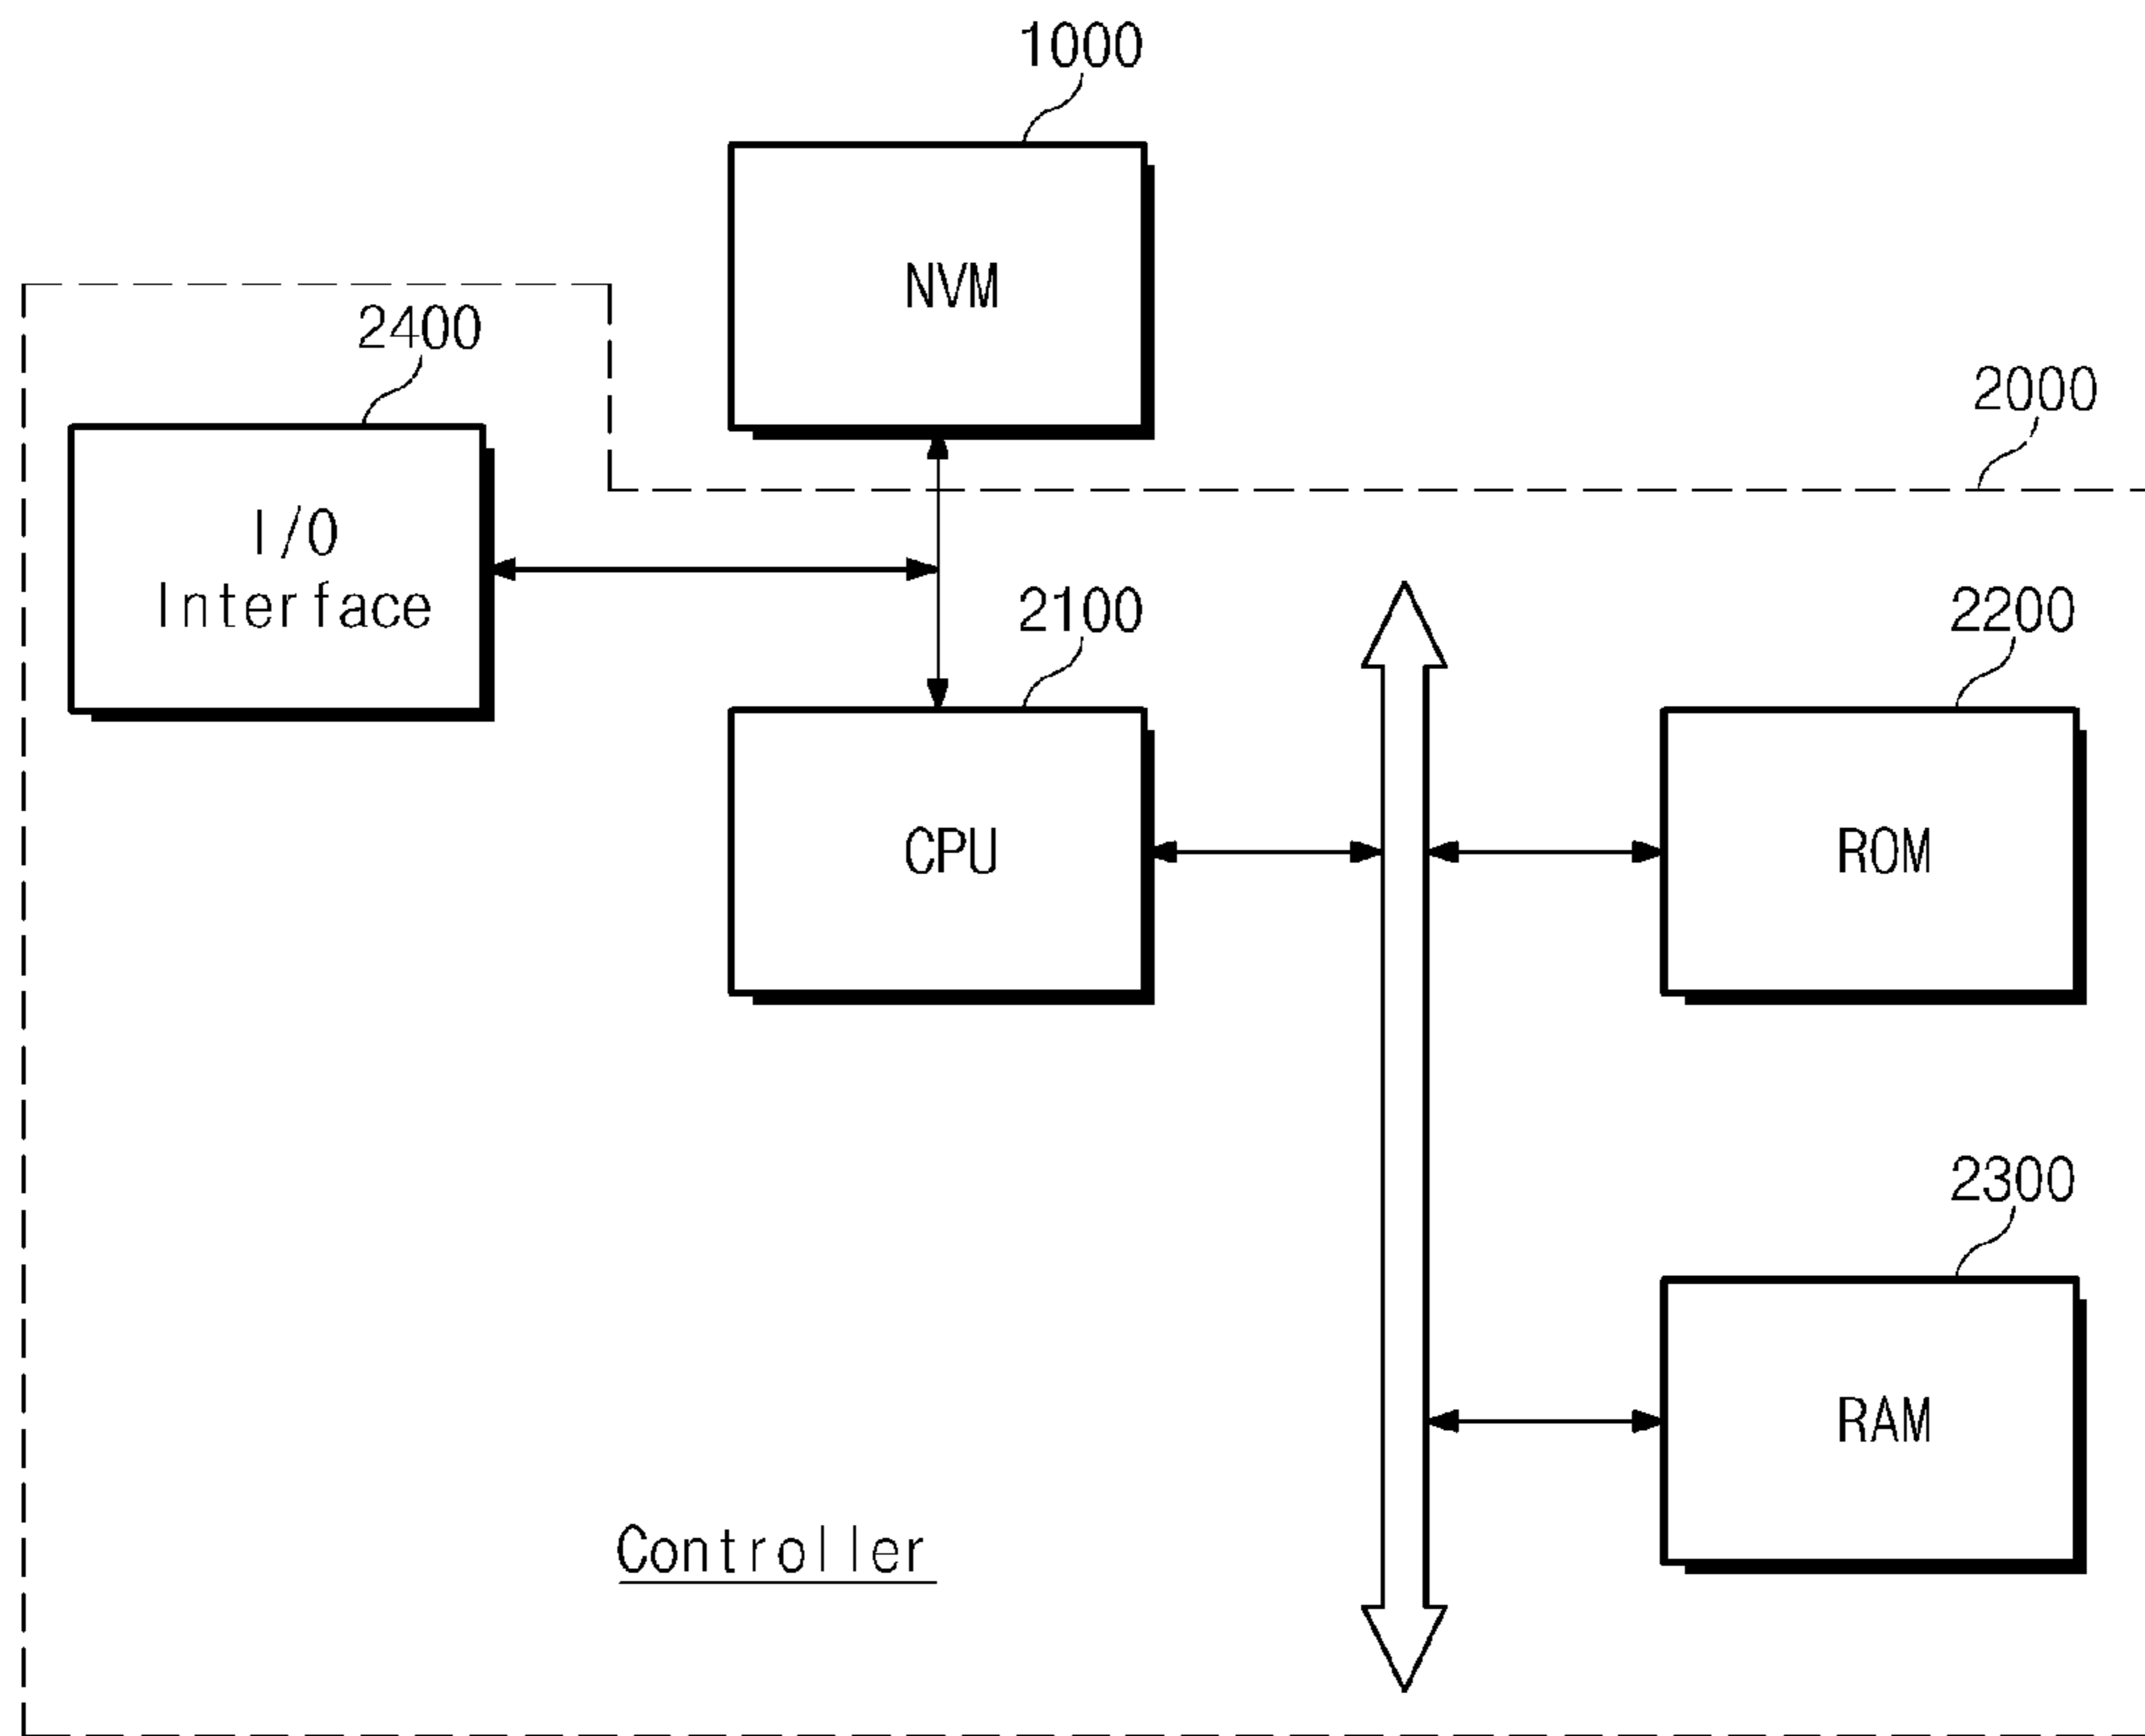 1000
NVM
2400
2000
I/O
Interface
2100
2200
CPU
ROM
2300
RAM
Controller